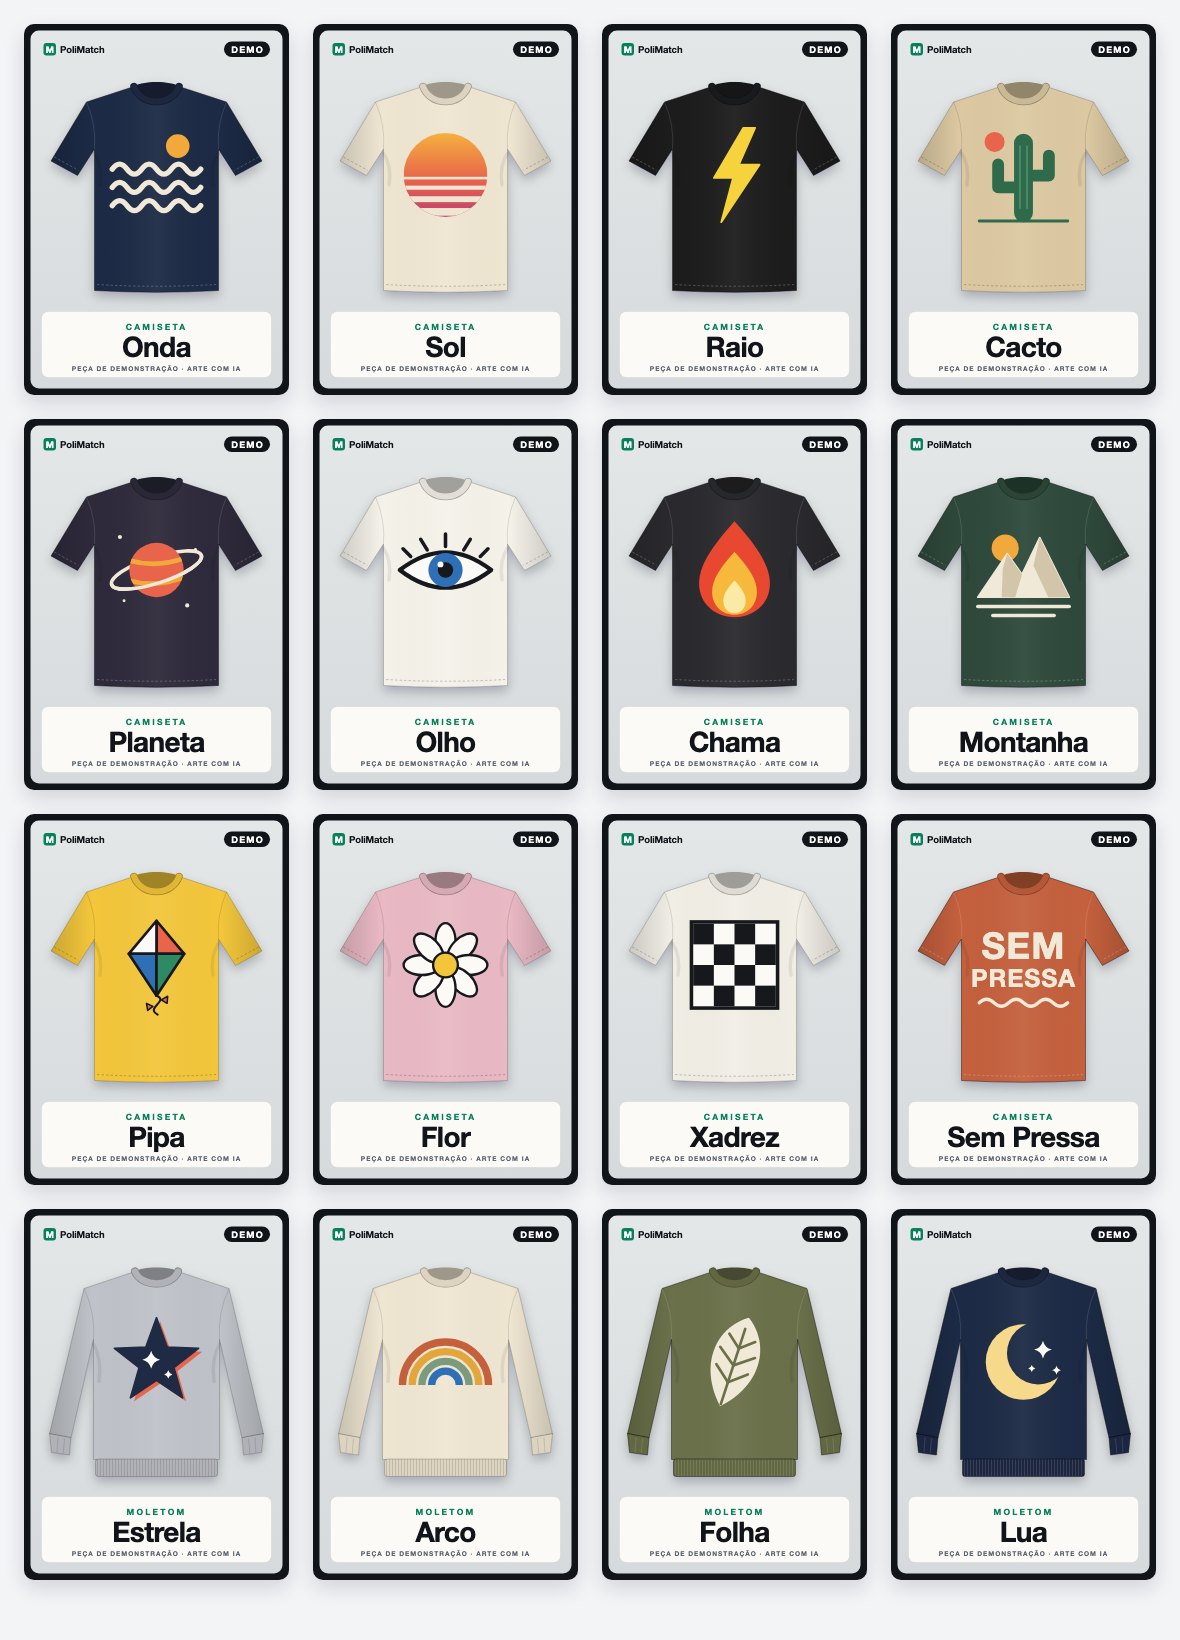 M PoliMatch DEMO
CAMISETA
Onda
PEÇA DE DEMONSTRAÇÃO · ARTE COM IA
M PoliMatch DEMO
CAMISETA
Sol
PEÇA DE DEMONSTRAÇÃO · ARTE COM IA
M PoliMatch DEMO
CAMISETA
Raio
PEÇA DE DEMONSTRAÇÃO · ARTE COM IA
M PoliMatch DEMO
CAMISETA
Cacto
PEÇA DE DEMONSTRAÇÃO · ARTE COM IA
M PoliMatch DEMO
CAMISETA
Planeta
PEÇA DE DEMONSTRAÇÃO · ARTE COM IA
M PoliMatch DEMO
CAMISETA
Olho
PEÇA DE DEMONSTRAÇÃO · ARTE COM IA
M PoliMatch DEMO
CAMISETA
Chama
PEÇA DE DEMONSTRAÇÃO · ARTE COM IA
M PoliMatch DEMO
CAMISETA
Montanha
PEÇA DE DEMONSTRAÇÃO · ARTE COM IA
M PoliMatch DEMO
CAMISETA
Pipa
PEÇA DE DEMONSTRAÇÃO · ARTE COM IA
M PoliMatch DEMO
CAMISETA
Flor
PEÇA DE DEMONSTRAÇÃO · ARTE COM IA
M PoliMatch DEMO
CAMISETA
Xadrez
PEÇA DE DEMONSTRAÇÃO · ARTE COM IA
M PoliMatch DEMO
SEM
PRESSA
CAMISETA
Sem Pressa
PEÇA DE DEMONSTRAÇÃO · ARTE COM IA
M PoliMatch DEMO
MOLETOM
Estrela
PEÇA DE DEMONSTRAÇÃO · ARTE COM IA
M PoliMatch DEMO
MOLETOM
Arco
PEÇA DE DEMONSTRAÇÃO · ARTE COM IA
M PoliMatch DEMO
MOLETOM
Folha
PEÇA DE DEMONSTRAÇÃO · ARTE COM IA
M PoliMatch DEMO
MOLETOM
Lua
PEÇA DE DEMONSTRAÇÃO · ARTE COM IA